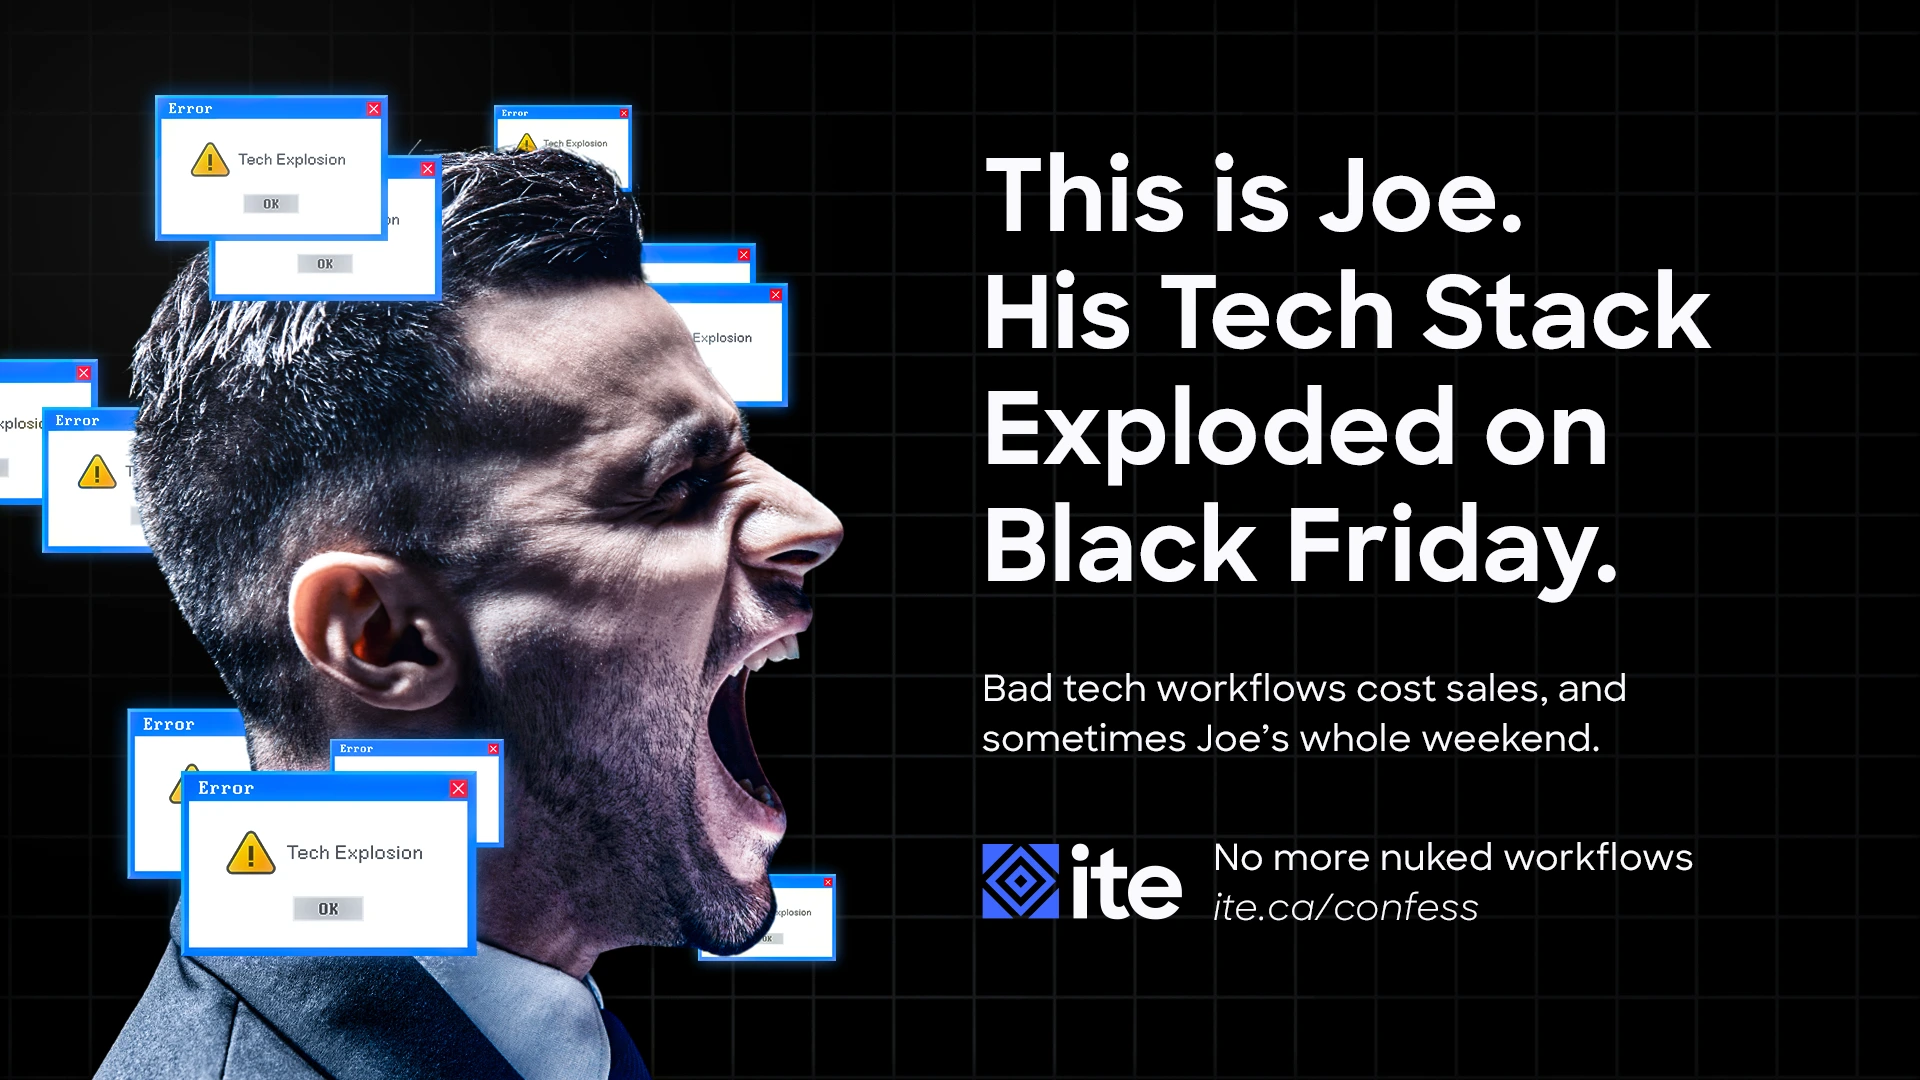 Error
Tech Explosion
OK
on
OK
Error
Tech Explosion
Explosion
Error
Error
Error
Error
Tech Explosion
OK
OK
This is Joe.
His Tech Stack
Exploded on
Black Friday.
Bad tech workflows cost sales, and
sometimes Joe’s whole weekend.
ite
No more nuked workflows
ite.ca/confess